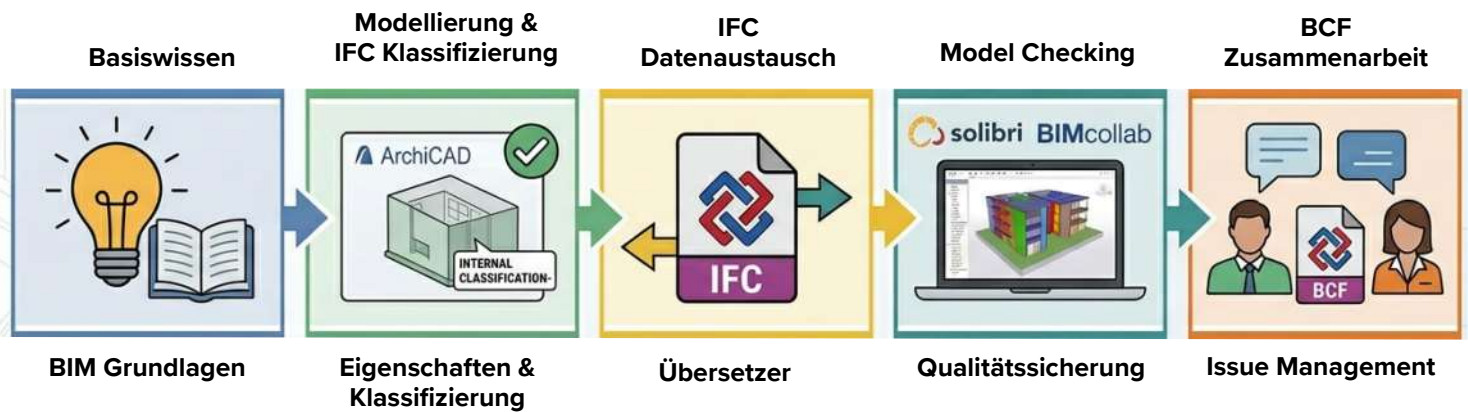 Basiswissen
Modellierung &
IFC Klassifizierung
IFC
Datenaustausch
Model Checking
BCF
Zusammenarbeit
ArchiCAD
INTERNAL
CLASSIFICATION-
IFC
solibri BIMcollab
BCF
BIM Grundlagen
Eigenschaften &
Klassifizierung
Übersetzer
Qualitätssicherung
Issue Management